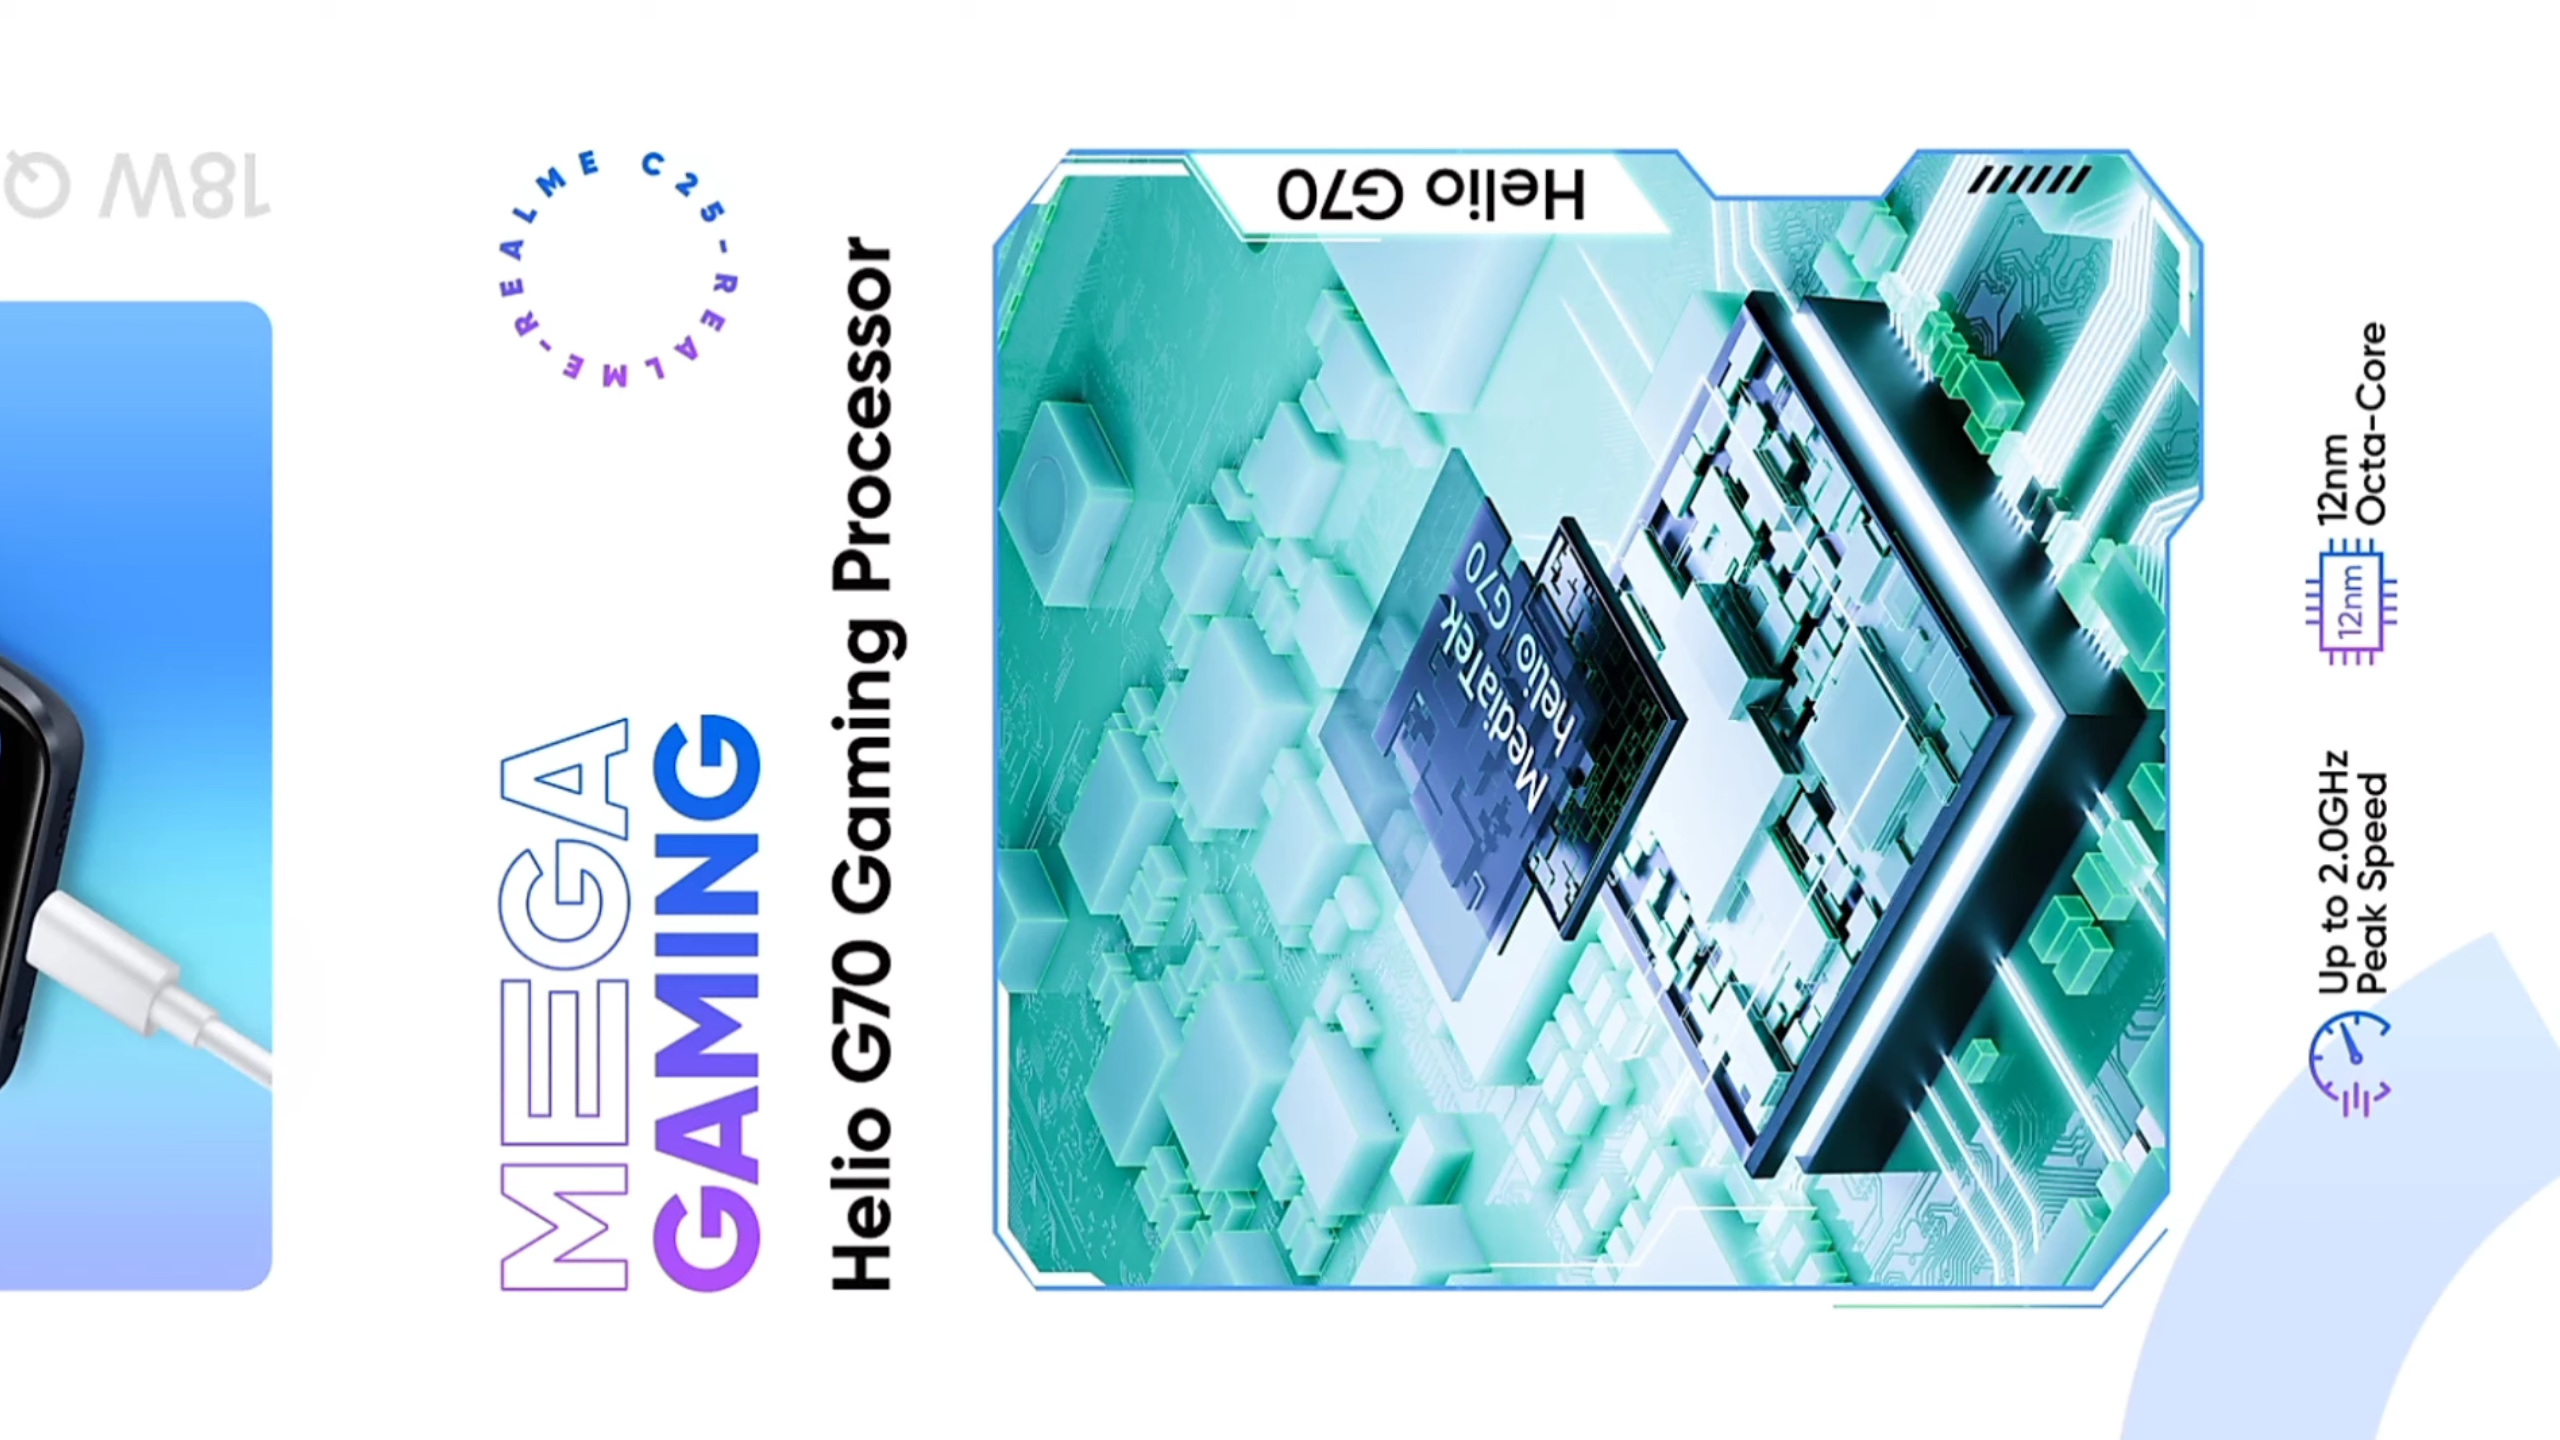 18W Q
REALME C25-REALME-
MEGA
GAMING
Helio G70 Gaming Processor
Helio G70
MediaTek
helio G70
Up to 2.0GHz
Peak Speed
12nm
12nm
Octa-Core